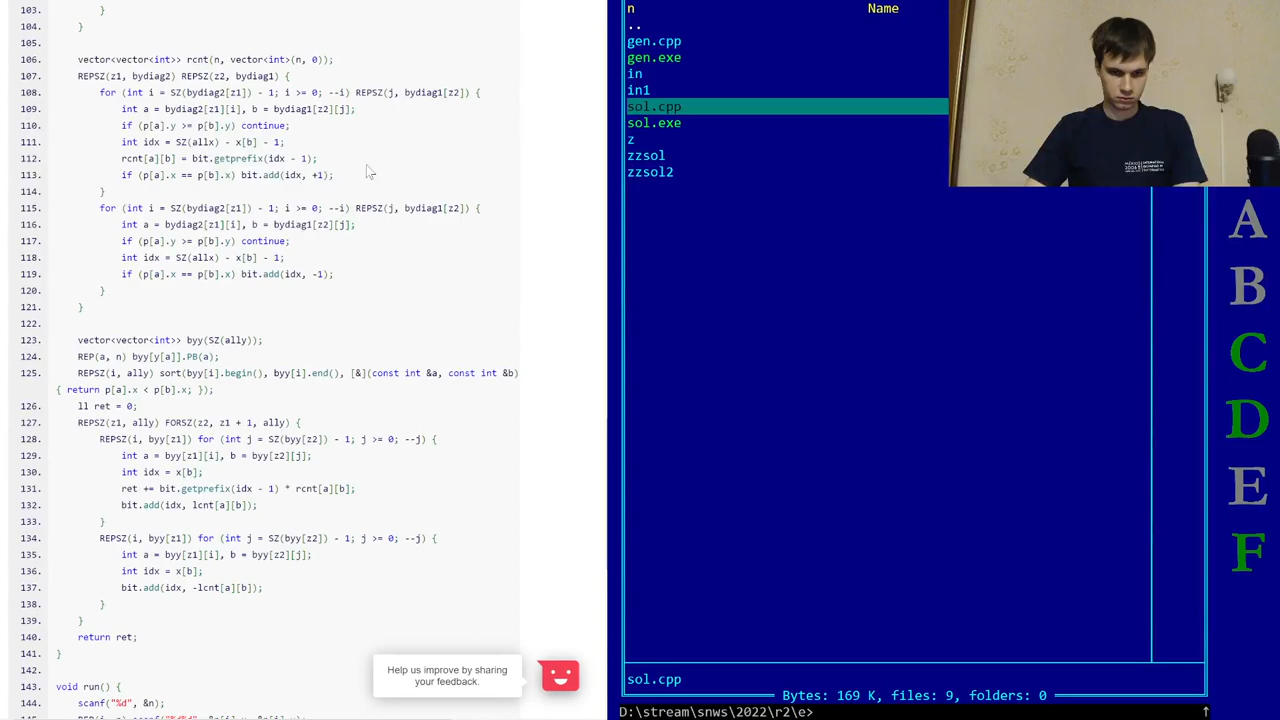 103.         }
104.     }
105.
106.     vector<vector<int>> rcnt(n, vector<int>(n, 0));
107.     REPSZ(z1, bydiag2) REPSZ(z2, bydiag1) {
108.         for (int i = SZ(bydiag2[z1]) - 1; i >= 0; --i) REPSZ(j, bydiag1[z2]) {
109.             int a = bydiag2[z1][i], b = bydiag1[z2][j];
110.             if (p[a].y >= p[b].y) continue;
111.             int idx = SZ(allx) - x[b] - 1;
112.             rcnt[a][b] = bit.getprefix(idx - 1);
113.             if (p[a].x == p[b].x) bit.add(idx, +1);
114.         }
115.         for (int i = SZ(bydiag2[z1]) - 1; i >= 0; --i) REPSZ(j, bydiag1[z2]) {
116.             int a = bydiag2[z1][i], b = bydiag1[z2][j];
117.             if (p[a].y >= p[b].y) continue;
118.             int idx = SZ(allx) - x[b] - 1;
119.             if (p[a].x == p[b].x) bit.add(idx, -1);
120.         }
121.     }
122.
123.     vector<vector<int>> byy(SZ(ally));
124.     REP(a, n) byy[y[a]].PB(a);
125.     REPSZ(i, ally) sort(byy[i].begin(), byy[i].end(), [&](const int &a, const int &b)
{ return p[a].x < p[b].x; });
126.     ll ret = 0;
127.     REPSZ(z1, ally) FORSZ(z2, z1 + 1, ally) {
128.         REPSZ(i, byy[z1]) for (int j = SZ(byy[z2]) - 1; j >= 0; --j) {
129.             int a = byy[z1][i], b = byy[z2][j];
130.             int idx = x[b];
131.             ret += bit.getprefix(idx - 1) * rcnt[a][b];
132.             bit.add(idx, lcnt[a][b]);
133.         }
134.         REPSZ(i, byy[z1]) for (int j = SZ(byy[z2]) - 1; j >= 0; --j) {
135.             int a = byy[z1][i], b = byy[z2][j];
136.             int idx = x[b];
137.             bit.add(idx, -lcnt[a][b]);
138.         }
139.     }
140.     return ret;
141. }
142.
143. void run() {
144.     scanf("%d", &n);
Help us improve by sharing
your feedback.
n Name
..
gen.cpp
gen.exe
in
in1
sol.cpp
sol.exe
z
zzsol
zzsol2
sol.cpp
Bytes: 169 K, files: 9, folders: 0
D:\stream\snws\2022\r2\e>
A
B
C
D
E
F